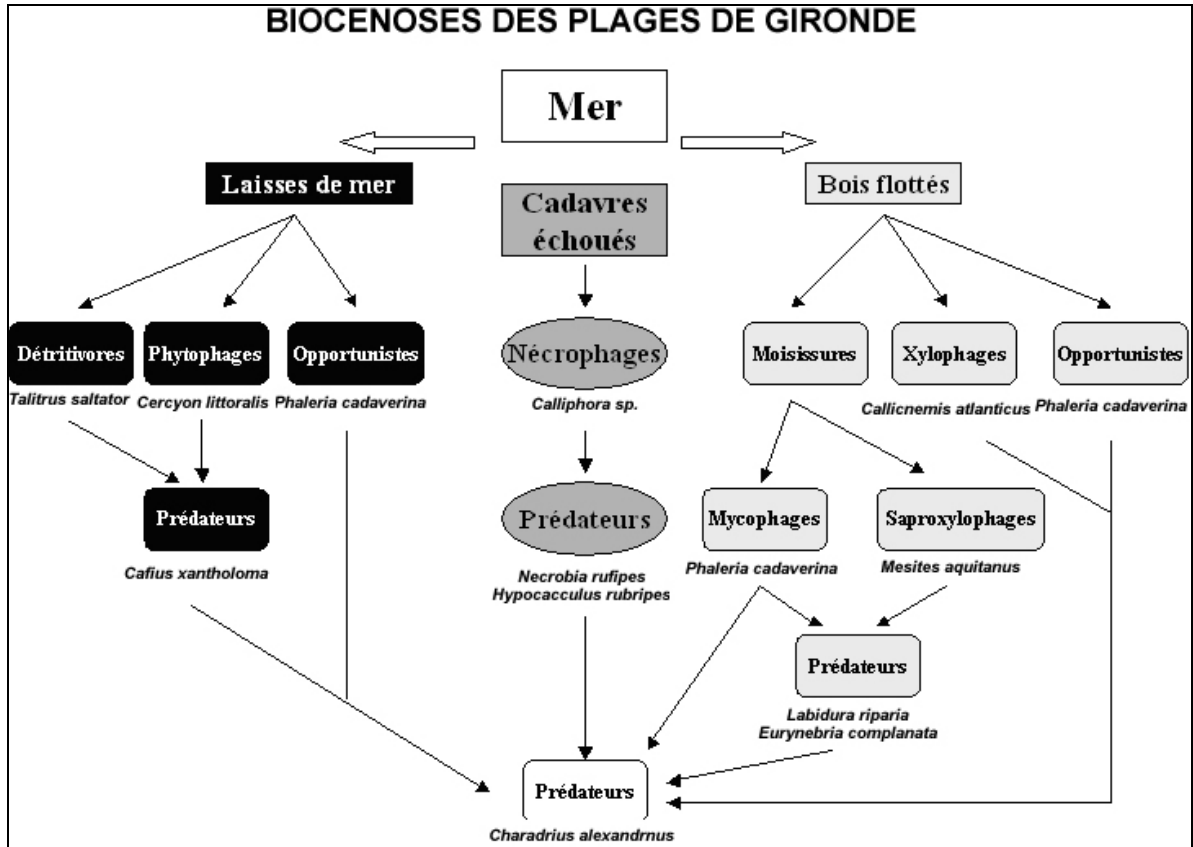 BIOCENOSES DES PLAGES DE GIRONDE
Mer
Laisses de mer
Cadavres
échoués
Bois flottés
Détritivores
Phytophages
Opportunistes
Nécrophages
Moisissures
Xylophages
Opportunistes
Talitrus saltator
Cercyon littoralis
Phaleria cadaverina
Calliphora sp.
Callicnemis atlanticus
Phaleria cadaverina
Prédateurs
Prédateurs
Mycophages
Saproxylophages
Cafius xantholoma
Necrobia rufipes
Hypocacculus rubripes
Phaleria cadaverina
Mesites aquitanus
Prédateurs
Labidura riparia
Eurynebria complanata
Prédateurs
Charadrius alexandrnus